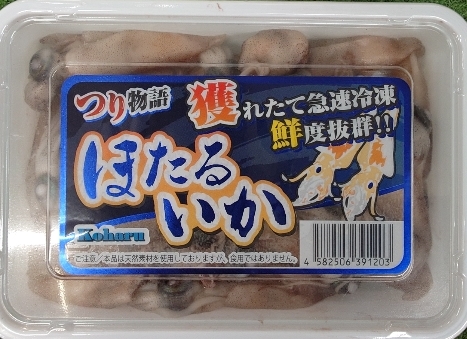 つり物語
獲れたて急速冷凍
鮮度抜群!!
ほたる
いか
Koharu
ご注意/本品は天然素材を使用しておりますが、食用ではありません。
4 582506 391203